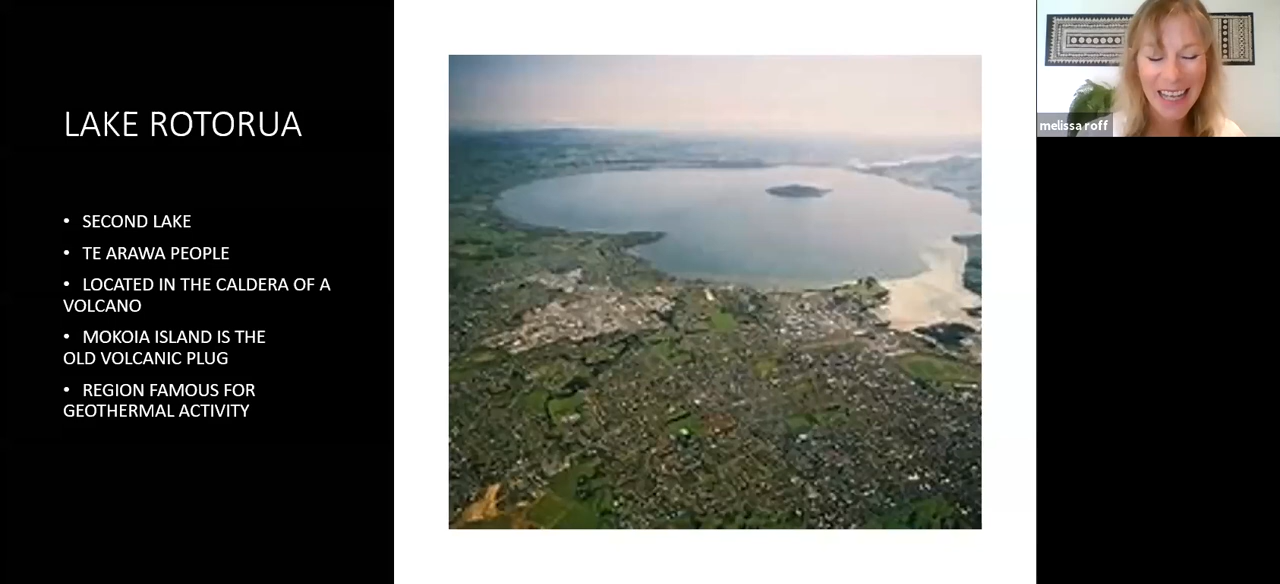 LAKE ROTORUA
• SECOND LAKE
• TE ARAWA PEOPLE
• LOCATED IN THE CALDERA OF A
VOLCANO
• MOKOIA ISLAND IS THE
OLD VOLCANIC PLUG
• REGION FAMOUS FOR
GEOTHERMAL ACTIVITY
melissa roff